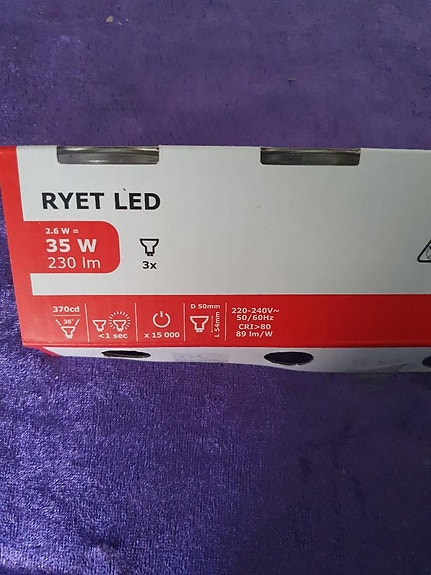 RYET LED
2.6 W =
35 W
230 lm
3x
370cd
36°
<1 sec
x 15 000
D 50mm
L 54mm
220-240V~
50/60Hz
CRI>80
89 lm/W